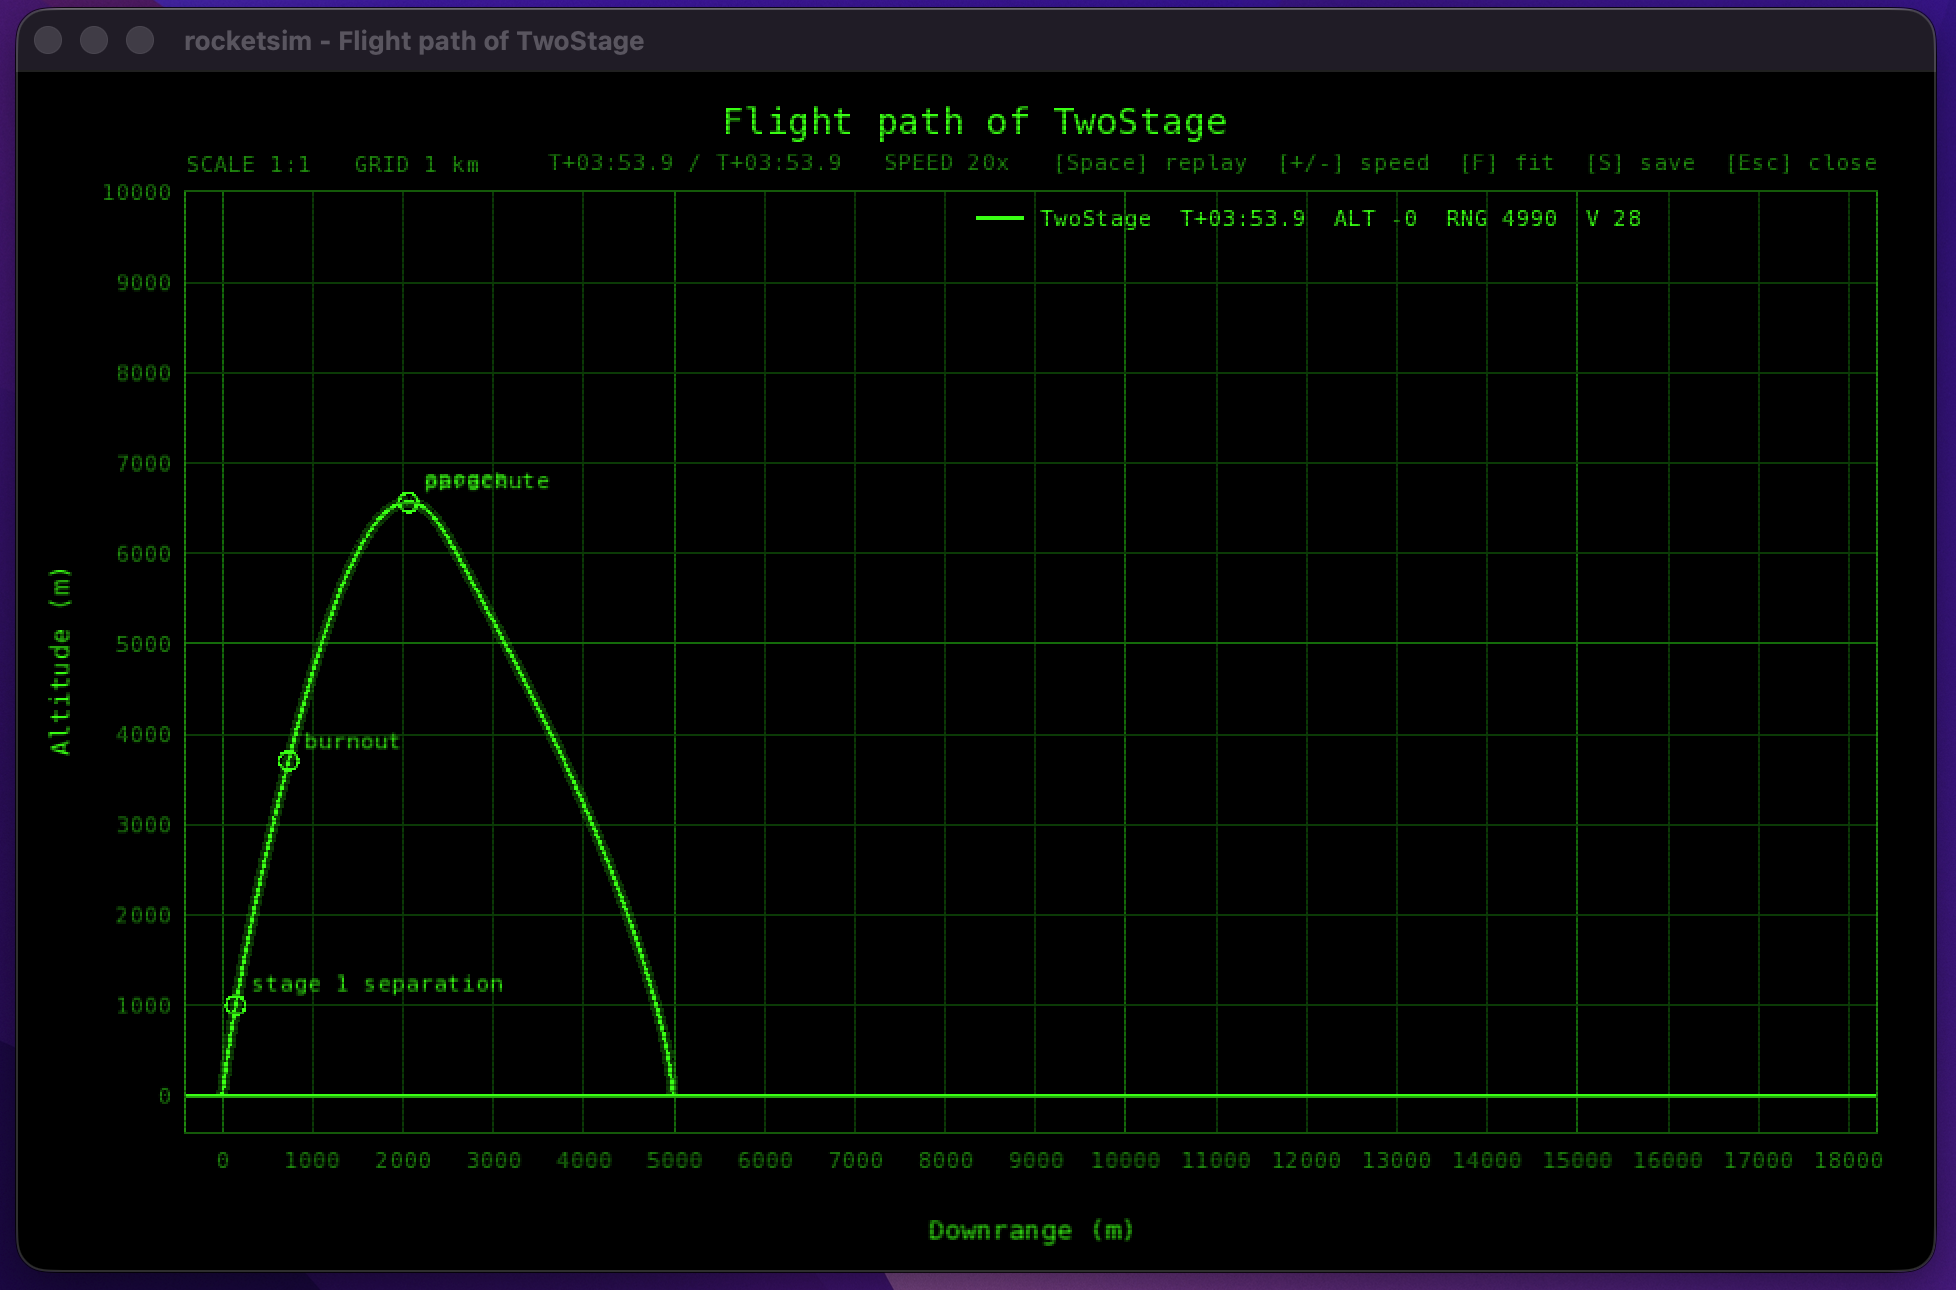 rocketsim - Flight path of TwoStage
Flight path of TwoStage
SCALE 1:1 GRID 1 km T+03:53.9 / T+03:53.9 SPEED 20x [Space] replay [+/-] speed [F] fit [S] save [Esc] close
TwoStage T+03:53.9 ALT -0 RNG 4990 V 28
10000
9000
8000
7000
6000
5000
4000
3000
2000
1000
0
Altitude (m)
burnout
stage 1 separation
0 1000 2000 3000 4000 5000 6000 7000 8000 9000 10000 11000 12000 13000 14000 15000 16000 17000 18000
Downrange (m)